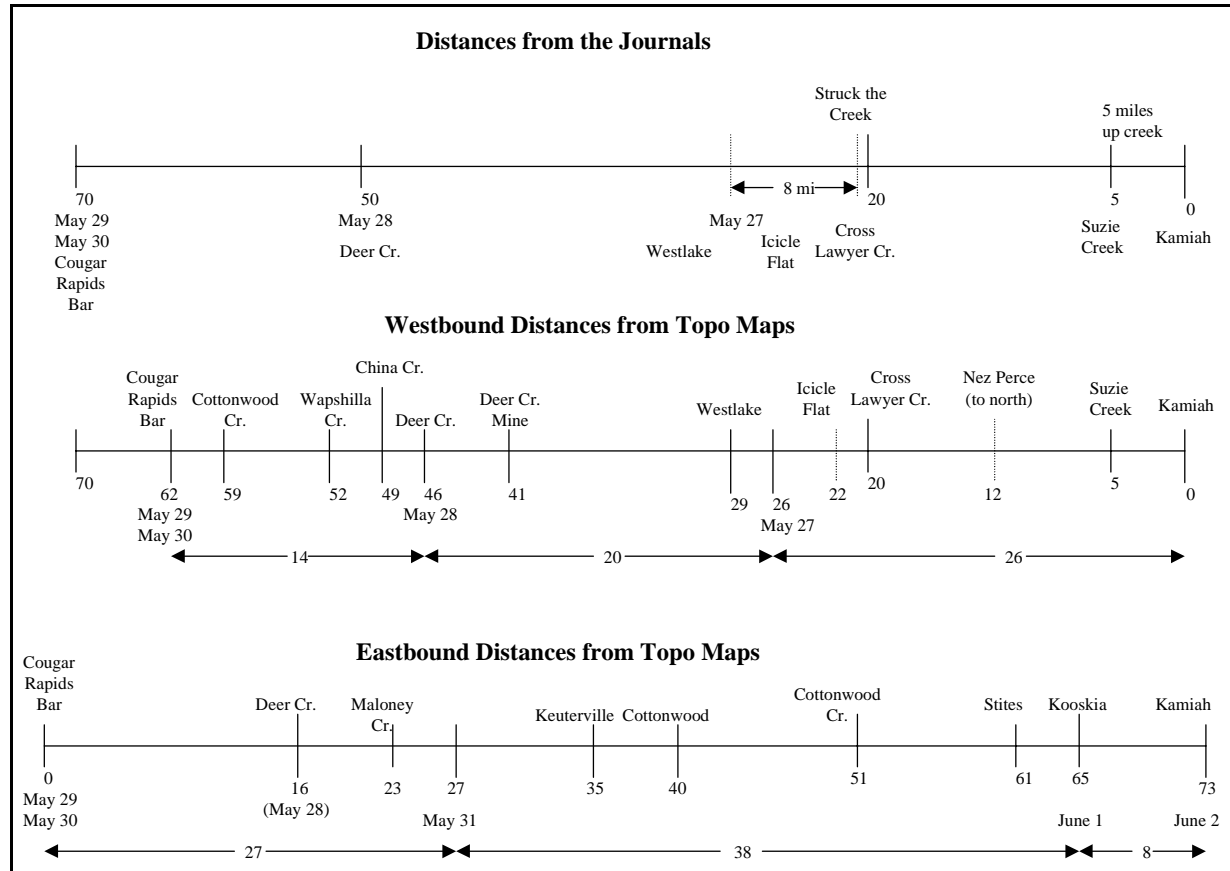 Distances from the Journals
Struck the
Creek
5 miles
up creek
8 mi
70
May 29
May 30
Cougar
Rapids
Bar
50
May 28
Deer Cr.
Westlake
May 27
Icicle
Flat
20
Cross
Lawyer Cr.
5
Suzie
Creek
0
Kamiah
Westbound Distances from Topo Maps
Cougar
Rapids
Bar
Cottonwood
Cr.
Wapshilla
Cr.
China Cr.
Deer Cr.
Deer Cr.
Mine
Westlake
Icicle
Flat
Cross
Lawyer Cr.
Nez Perce
(to north)
Suzie
Creek
Kamiah
70
62
May 29
May 30
59
52
49
46
May 28
41
29
26
May 27
22
20
12
5
0
14
20
26
Eastbound Distances from Topo Maps
Cougar
Rapids
Bar
Deer Cr.
Maloney
Cr.
Keuterville
Cottonwood
Cottonwood
Cr.
Stites
Kooskia
Kamiah
0
May 29
May 30
16
(May 28)
23
27
May 31
35
40
51
61
65
June 1
73
June 2
27
38
8